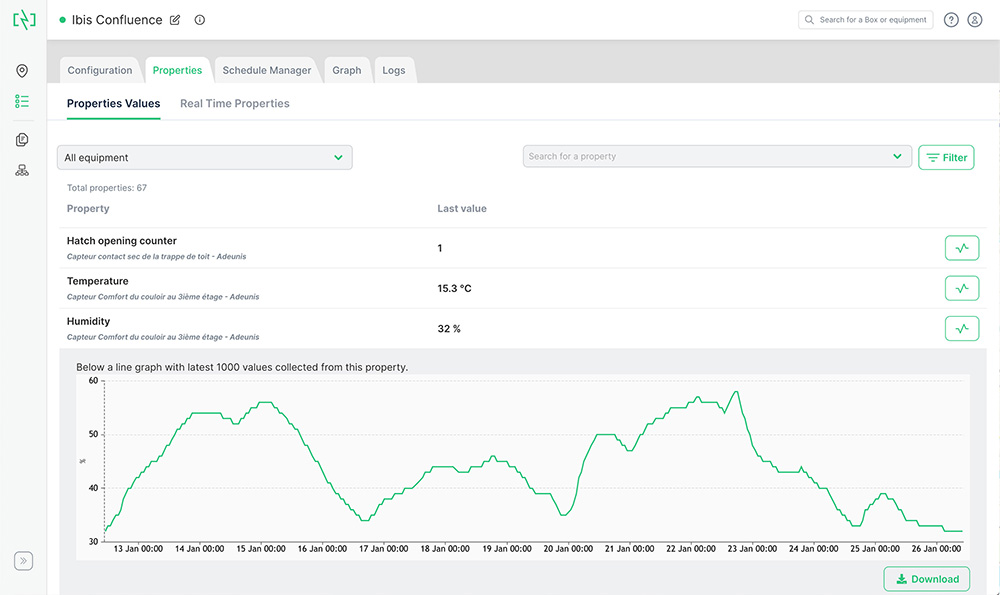 Ibis Confluence
Search for a Box or equipment
Configuration
Properties
Schedule Manager
Graph
Logs
Properties Values
Real Time Properties
All equipment
Search for a property
Filter
Total properties: 67
Property
Last value
Hatch opening counter
Capteur contact sec de la trappe de toit - Adeunis
1
Temperature
Capteur Comfort du couloir au 3ième étage - Adeunis
15.3 °C
Humidity
Capteur Comfort du couloir au 3ième étage - Adeunis
32 %
Below a line graph with latest 1000 values collected from this property.
60
50
%
40
30
13 Jan 00:00
14 Jan 00:00
15 Jan 00:00
16 Jan 00:00
17 Jan 00:00
18 Jan 00:00
19 Jan 00:00
20 Jan 00:00
21 Jan 00:00
22 Jan 00:00
23 Jan 00:00
24 Jan 00:00
25 Jan 00:00
26 Jan 00:00
Download